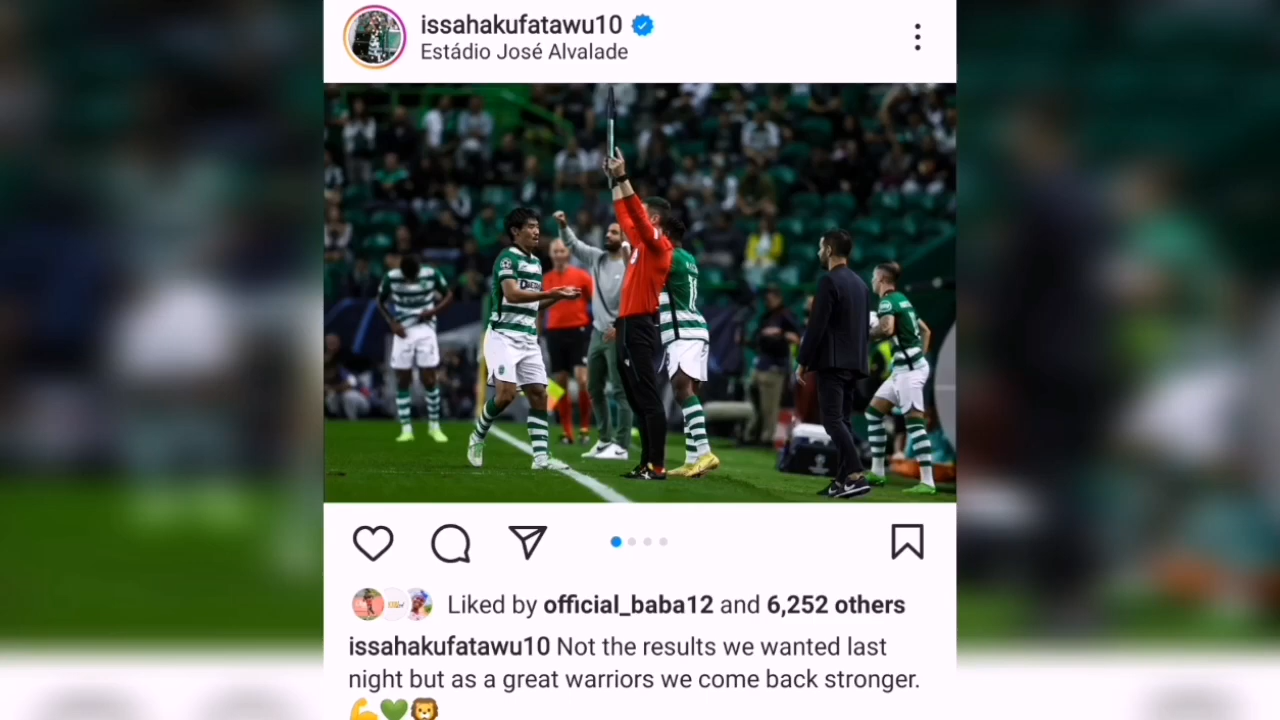 issahakufatawu10
Estádio José Alvalade
Liked by official_baba12 and 6,252 others
issahakufatawu10 Not the results we wanted last
night but as a great warriors we come back stronger.
💪💚🦁